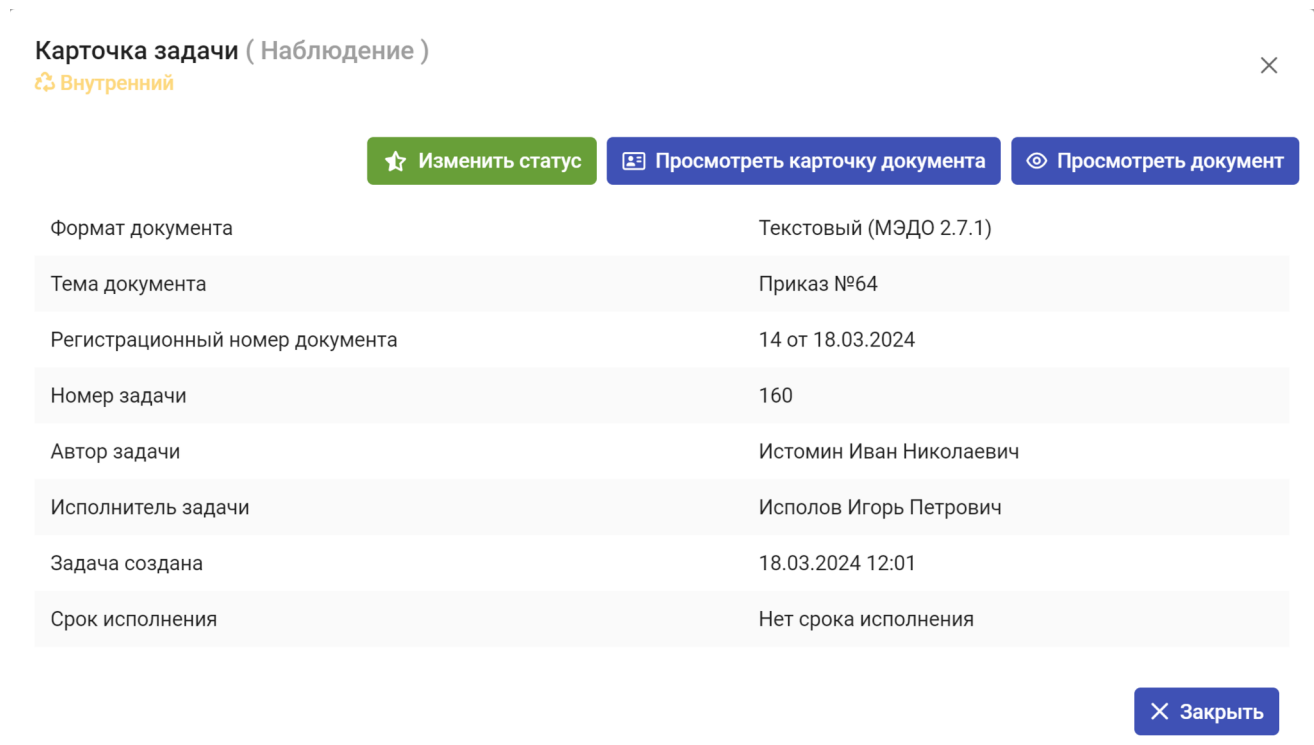 Карточка задачи ( Наблюдение )
Внутренний
Изменить статус Просмотреть карточку документа Просмотреть документ
Формат документа Текстовый (МЭДО 2.7.1)
Тема документа Приказ №64
Регистрационный номер документа 14 от 18.03.2024
Номер задачи 160
Автор задачи Истомин Иван Николаевич
Исполнитель задачи Исполов Игорь Петрович
Задача создана 18.03.2024 12:01
Срок исполнения Нет срока исполнения
Закрыть